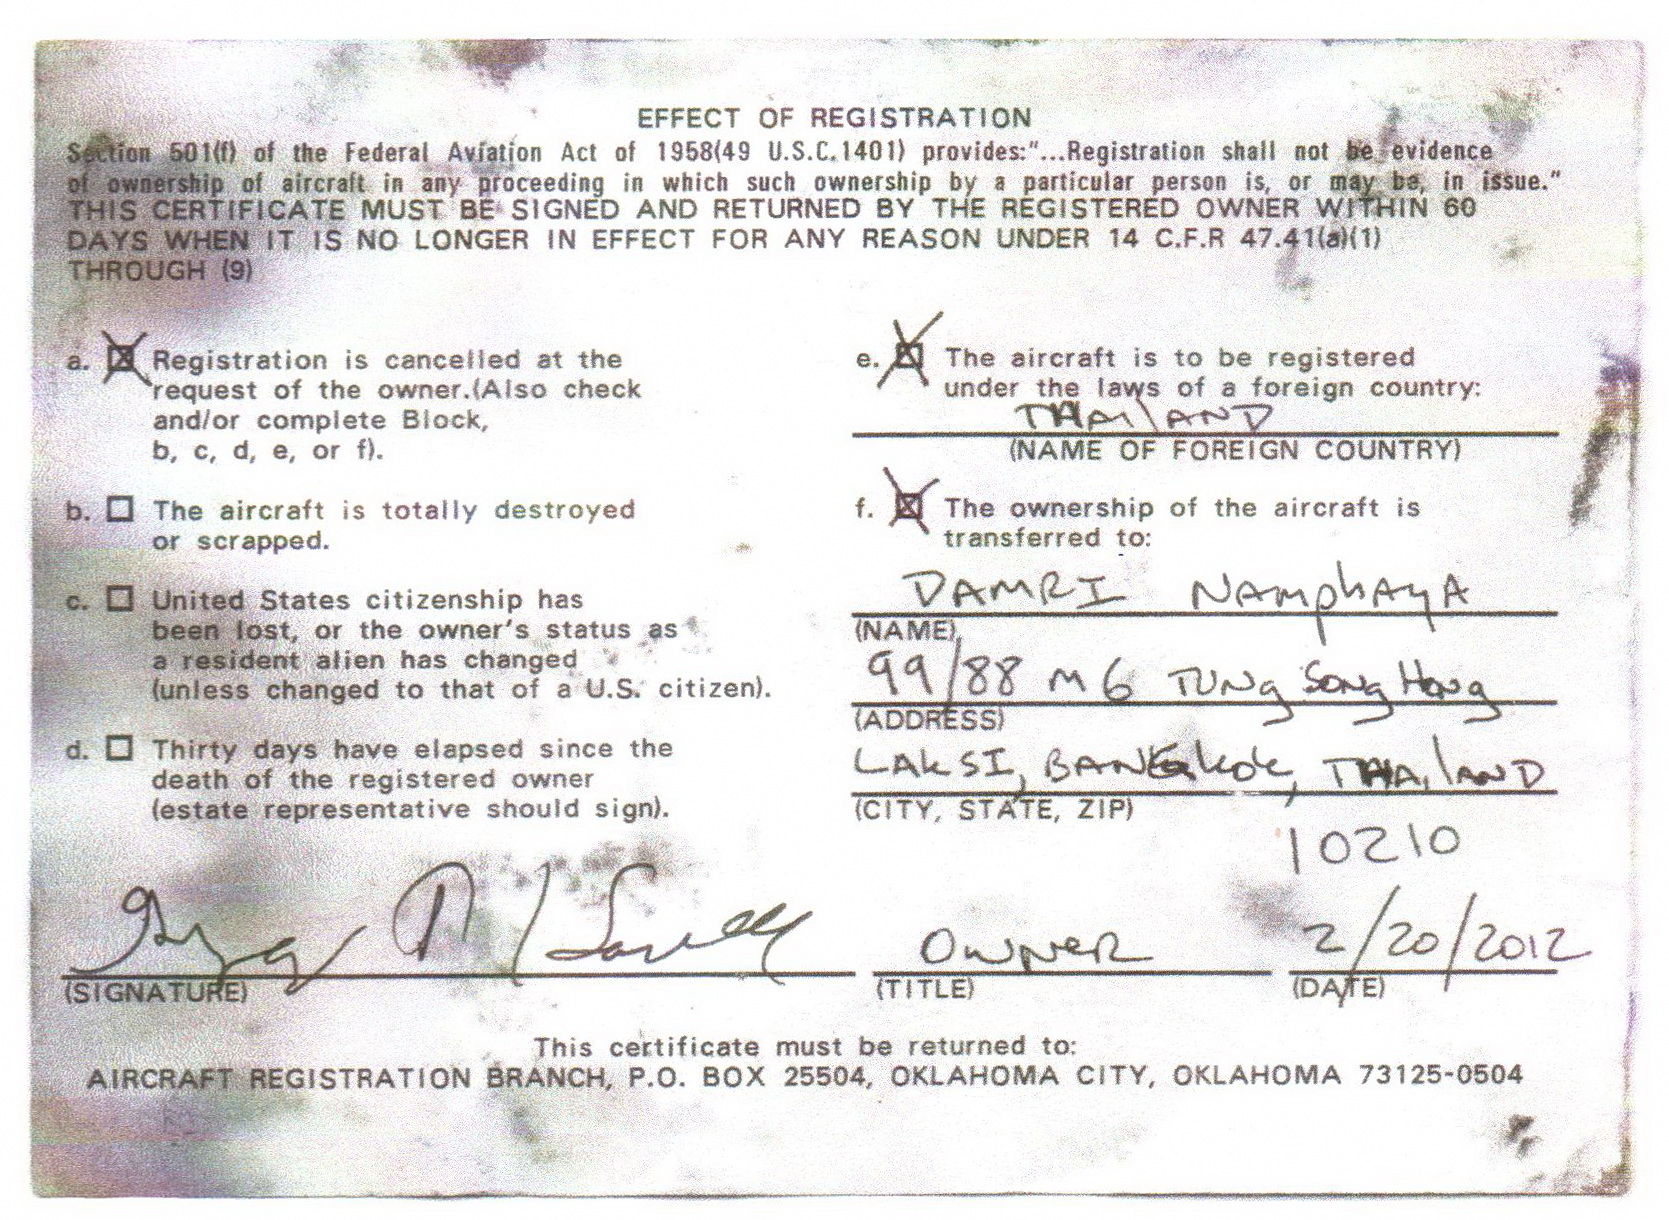 EFFECT OF REGISTRATION
Section 501(f) of the Federal Aviation Act of 1958(49 U.S.C.1401) provides:"...Registration shall not be evidence
of ownership of aircraft in any proceeding in which such ownership by a particular person is, or may be, in issue."
THIS CERTIFICATE MUST BE SIGNED AND RETURNED BY THE REGISTERED OWNER WITHIN 60
DAYS WHEN IT IS NO LONGER IN EFFECT FOR ANY REASON UNDER 14 C.F.R 47.41(a)(1)
THROUGH (9)
a. Registration is cancelled at the
request of the owner.(Also check
and/or complete Block,
b, c, d, e, or f).
b. The aircraft is totally destroyed
or scrapped.
c. United States citizenship has
been lost, or the owner's status as
a resident alien has changed
(unless changed to that of a U.S. citizen).
d. Thirty days have elapsed since the
death of the registered owner
(estate representative should sign).
e. The aircraft is to be registered
under the laws of a foreign country:
THAilAND
(NAME OF FOREIGN COUNTRY)
f. The ownership of the aircraft is
transferred to:
DAMRI NAmphAyA
(NAME)
99/88 M 6 TUNg Song Hong
(ADDRESS)
LAKSI, BANgkok, THAilAND
(CITY, STATE, ZIP)
10210
(SIGNATURE)
OWNER
(TITLE)
2/20/2012
(DATE)
This certificate must be returned to:
AIRCRAFT REGISTRATION BRANCH, P.O. BOX 25504, OKLAHOMA CITY, OKLAHOMA 73125-0504